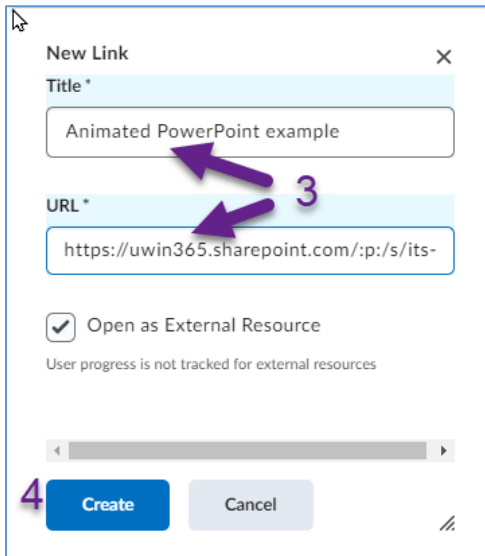 New Link
Title *
Animated PowerPoint example
3
URL *
https://uwin365.sharepoint.com/:p:/s/its-
Open as External Resource
User progress is not tracked for external resources
4 Create Cancel